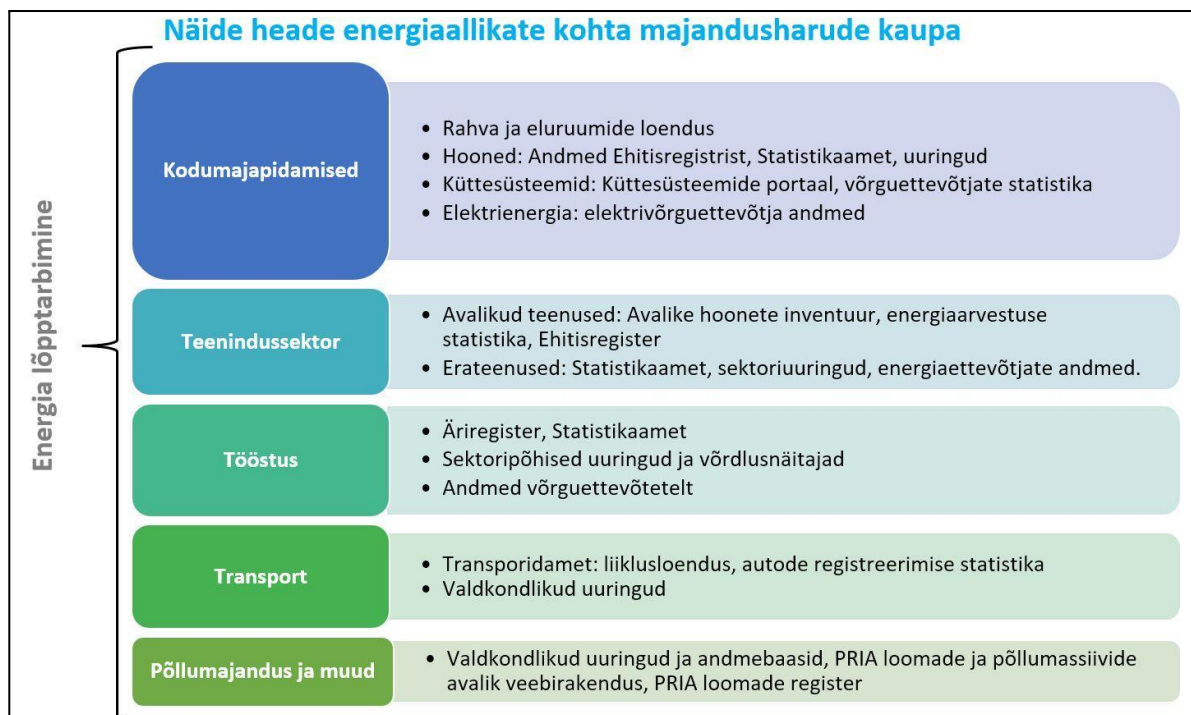 Näide heade energiaallikate kohta majandusharude kaupa
Energia lõpptarbimine
Kodumajapidamised
• Rahva ja eluruumide loendus
• Hooned: Andmed Ehitisregistrist, Statistikaamet, uuringud
• Küttesüsteemid: Küttesüsteemide portaal, võrguettevõtjate statistika
• Elektrienergia: elektrivõrguettevõtja andmed
Teenindussektor
• Avalikud teenused: Avalike hoonete inventuur, energiaarvestuse
statistika, Ehitisregister
• Erateenused: Statistikaamet, sektoriuuringud, energiaettevõtjate andmed.
Tööstus
• Äriregister, Statistikaamet
• Sektoripõhised uuringud ja võrdlusnäitajad
• Andmed võrguettevõtetelt
Transport
• Transporidamet: liiklusloendus, autode registreerimise statistika
• Valdkondlikud uuringud
Põllumajandus ja muud
• Valdkondlikud uuringud ja andmebaasid, PRIA loomade ja põllumassiivide
avalik veebirakendus, PRIA loomade register